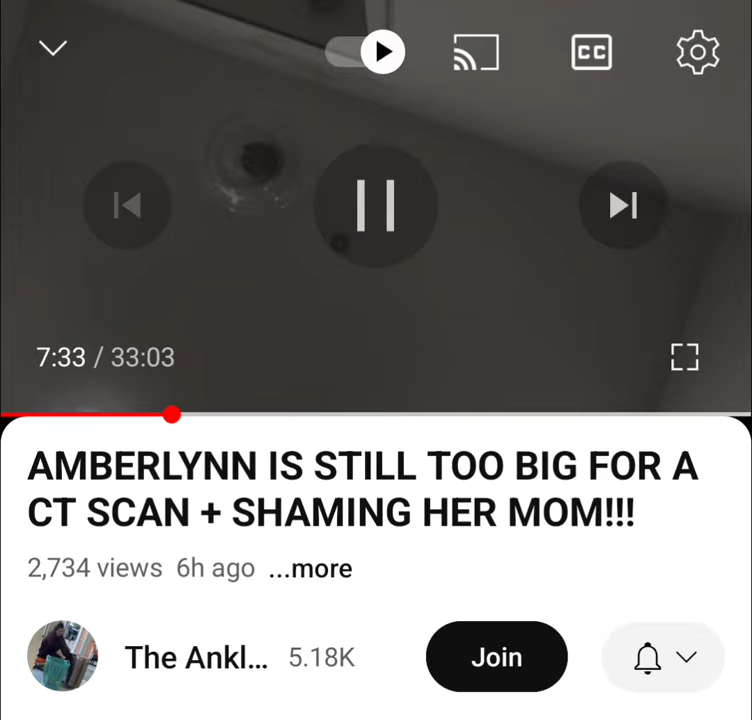 CC
7:33 / 33:03
AMBERLYNN IS STILL TOO BIG FOR A
CT SCAN + SHAMING HER MOM!!!
2,734 views 6h ago ...more
The Ankl... 5.18K Join